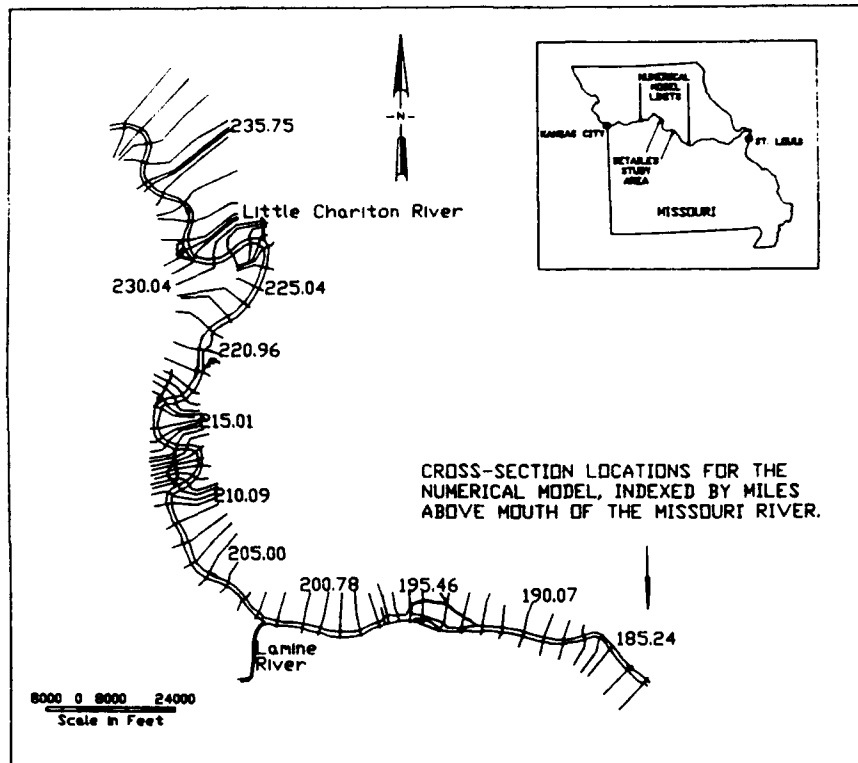 235.75
-N-
NUMERICAL
MODEL
LIMITS
KANSAS CITY
ST. LOUIS
DETAILED
STUDY
AREA
MISSOURI
Little Chariton River
230.04
225.04
220.96
215.01
210.09
CROSS-SECTION LOCATIONS FOR THE
NUMERICAL MODEL, INDEXED BY MILES
ABOVE MOUTH OF THE MISSOURI RIVER.
205.00
200.78
195.46
190.07
185.24
Lamine
River
8000 0 8000 24000
Scale in Feet